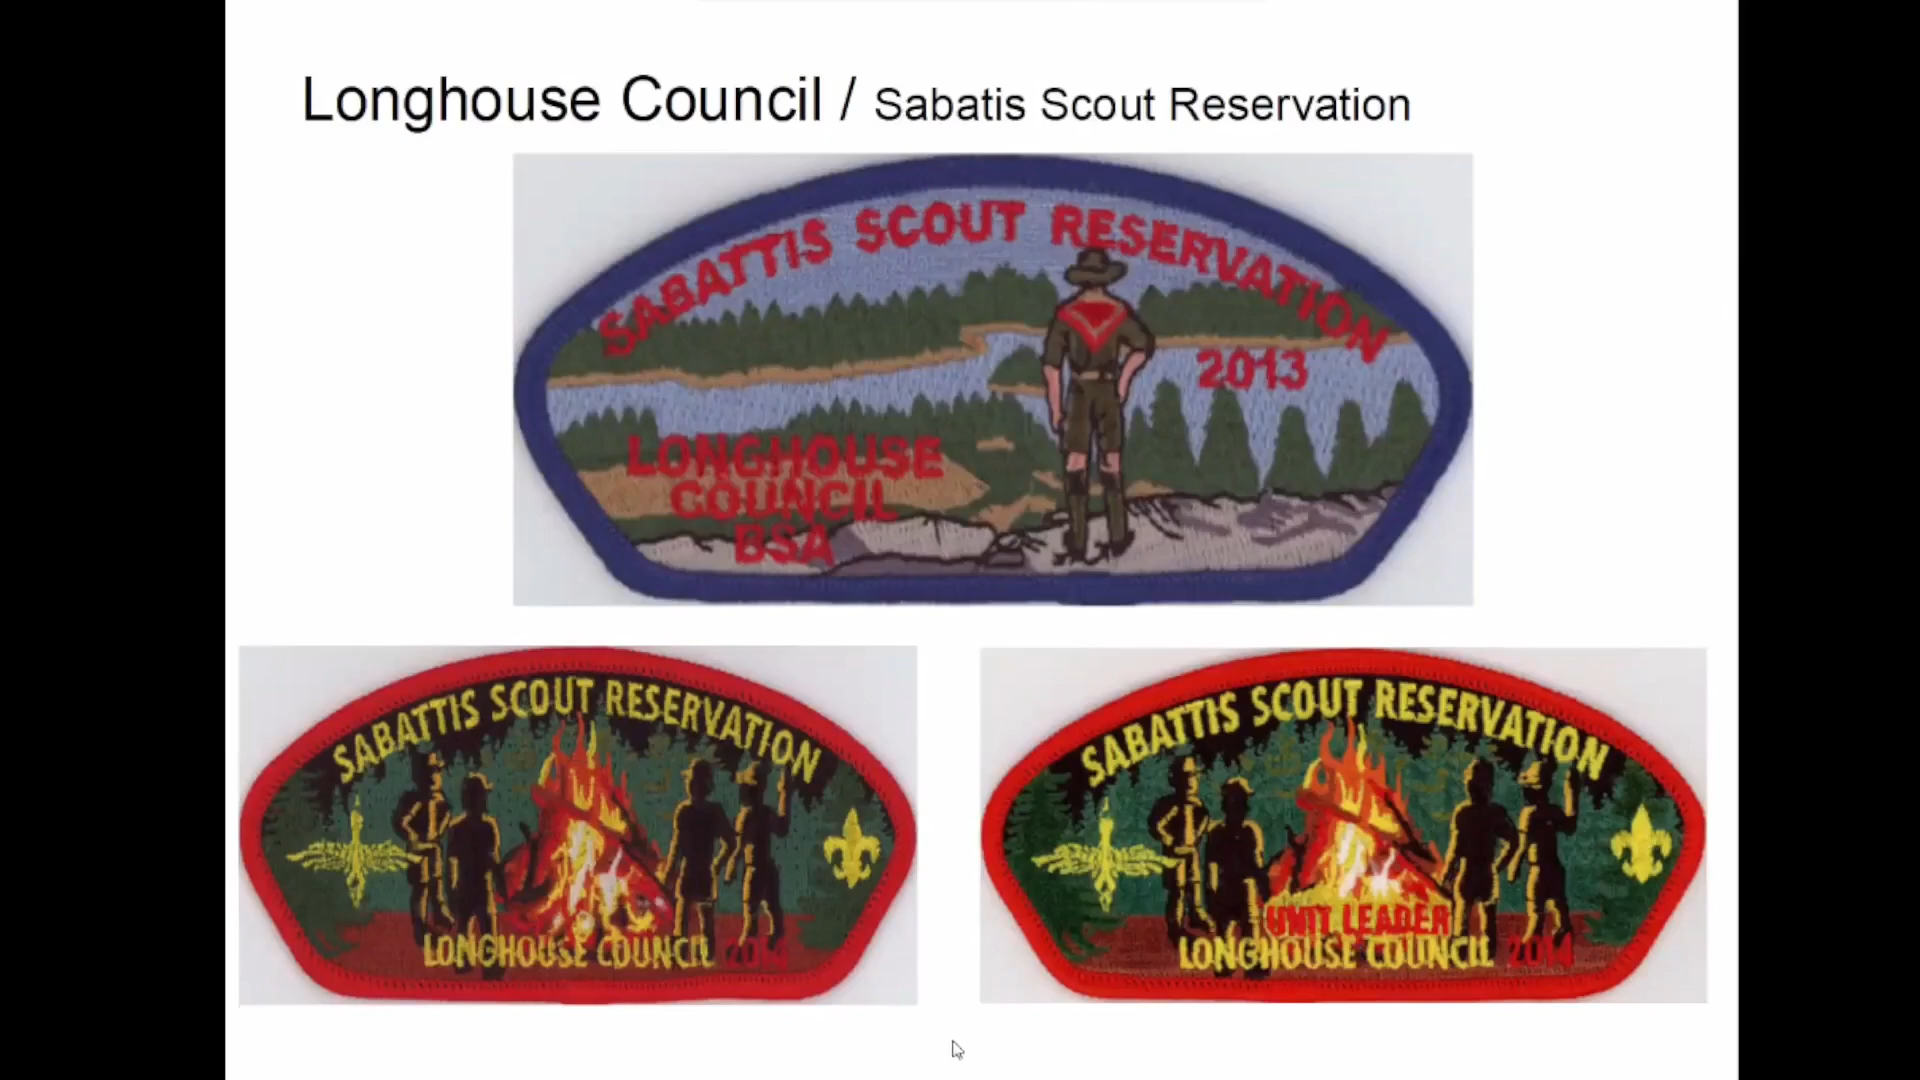 Longhouse Council / Sabatis Scout Reservation
SABATTIS SCOUT RESERVATION
2013
LONGHOUSE
COUNCIL
BSA
SABATTIS SCOUT RESERVATION
LONGHOUSE COUNCIL 2014
SABATTIS SCOUT RESERVATION
UNIT LEADER
LONGHOUSE COUNCIL 2014